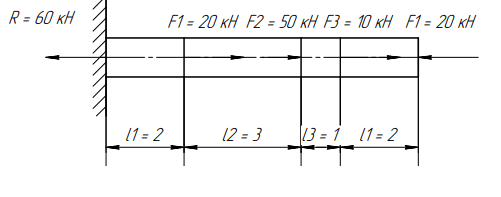 R = 60 кН F1 = 20 кН F2 = 50 кН F3 = 10 кН F1 = 20 кН
l1 = 2 l2 = 3 l3 = 1 l1 = 2